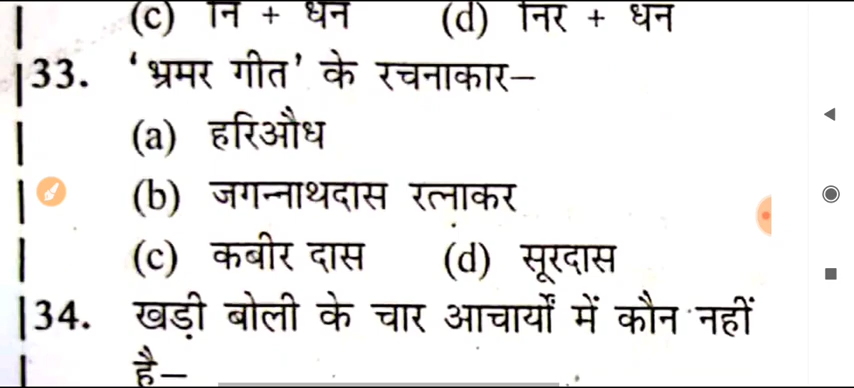 (c) नि + धन (d) निर + धन
33. ‘भ्रमर गीत’ के रचनाकार–
(a) हरिऔध
(b) जगन्नाथदास रत्नाकर
(c) कबीर दास (d) सूरदास
34. खड़ी बोली के चार आचार्यों में कौन नहीं
है–